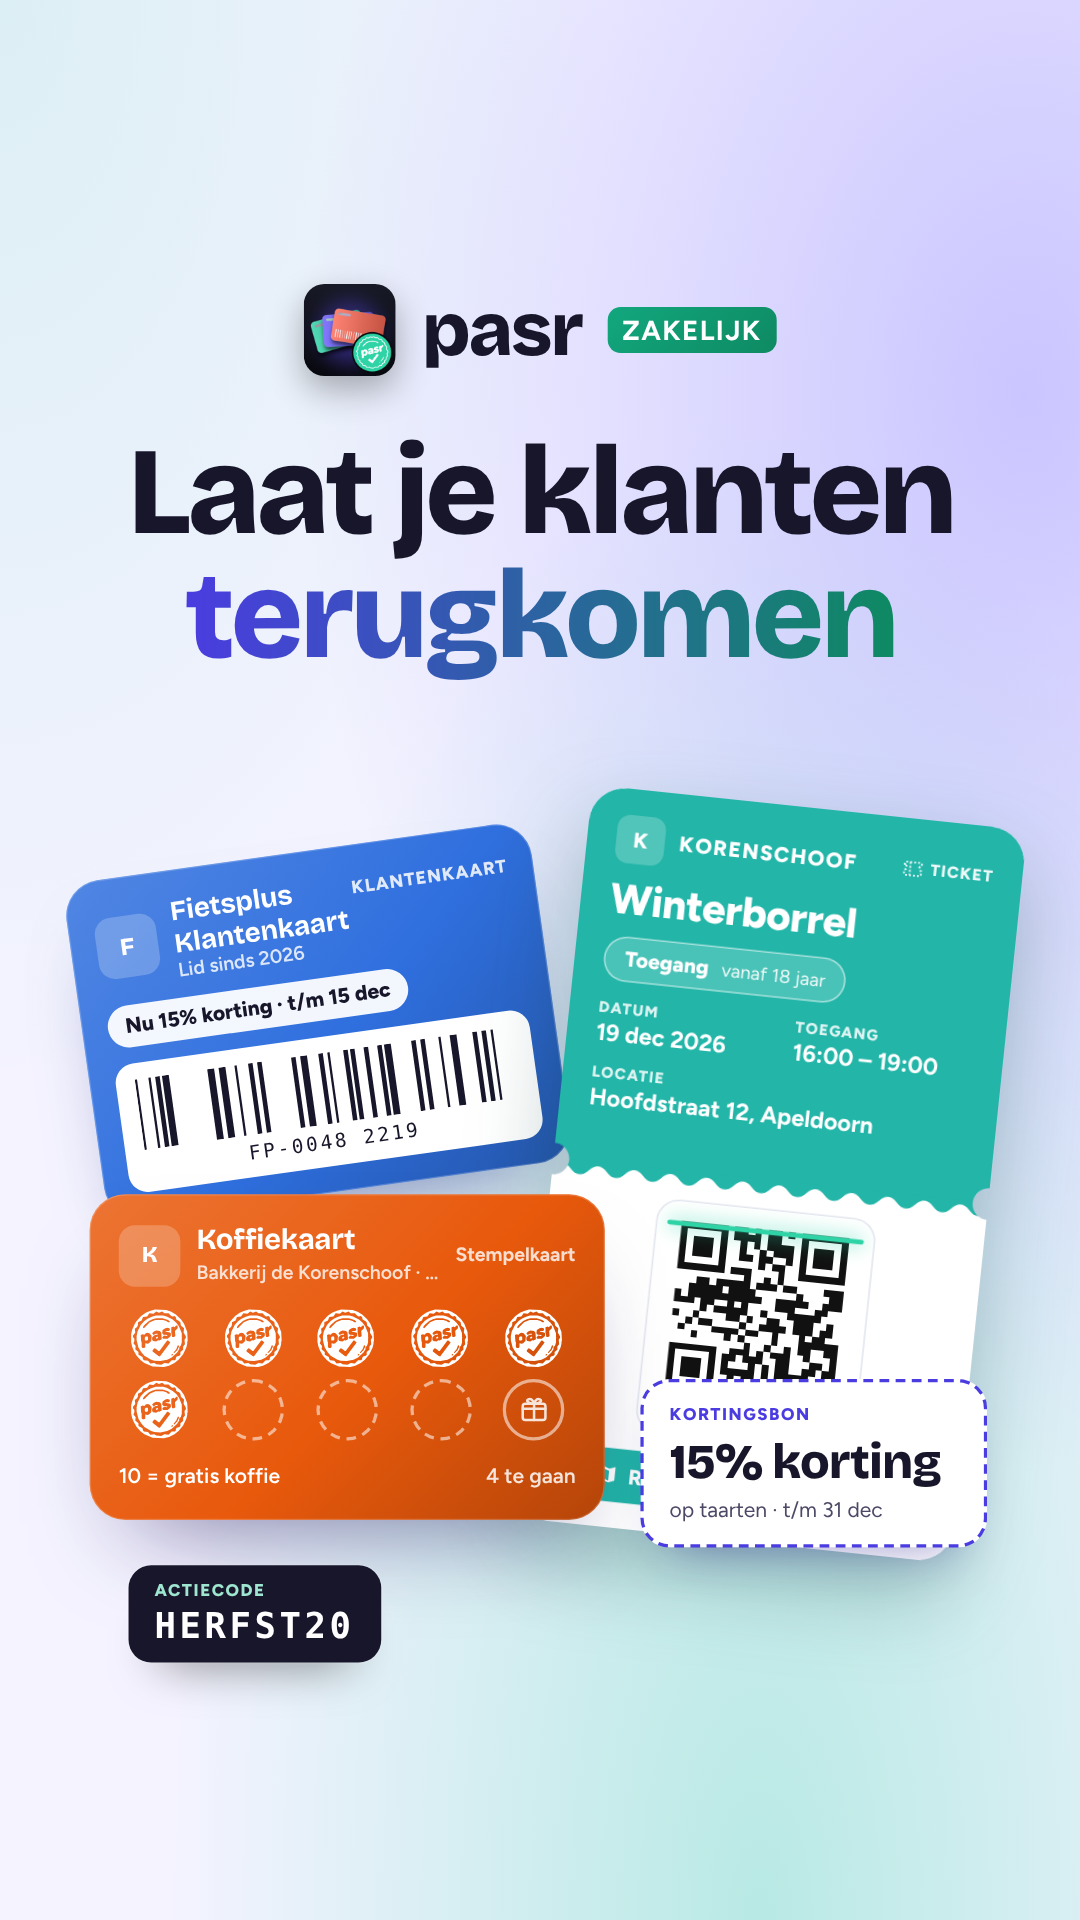 pasr
pasr ZAKELIJK
Laat je klanten
terugkomen
F
Fietsplus
Klantenkaart
Lid sinds 2026
KLANTENKAART
Nu 15% korting · t/m 15 dec
FP-0048 2219
K KORENSCHOOF
TICKET
Winterborrel
Toegang vanaf 18 jaar
DATUM
19 dec 2026
TOEGANG
16:00 – 19:00
LOCATIE
Hoofdstraat 12, Apeldoorn
K
Koffiekaart
Bakkerij de Korenschoof · ...
Stempelkaart
pasr pasr pasr pasr pasr
pasr
10 = gratis koffie
4 te gaan
KORTINGSBON
15% korting
op taarten · t/m 31 dec
ACTIECODE
HERFST20